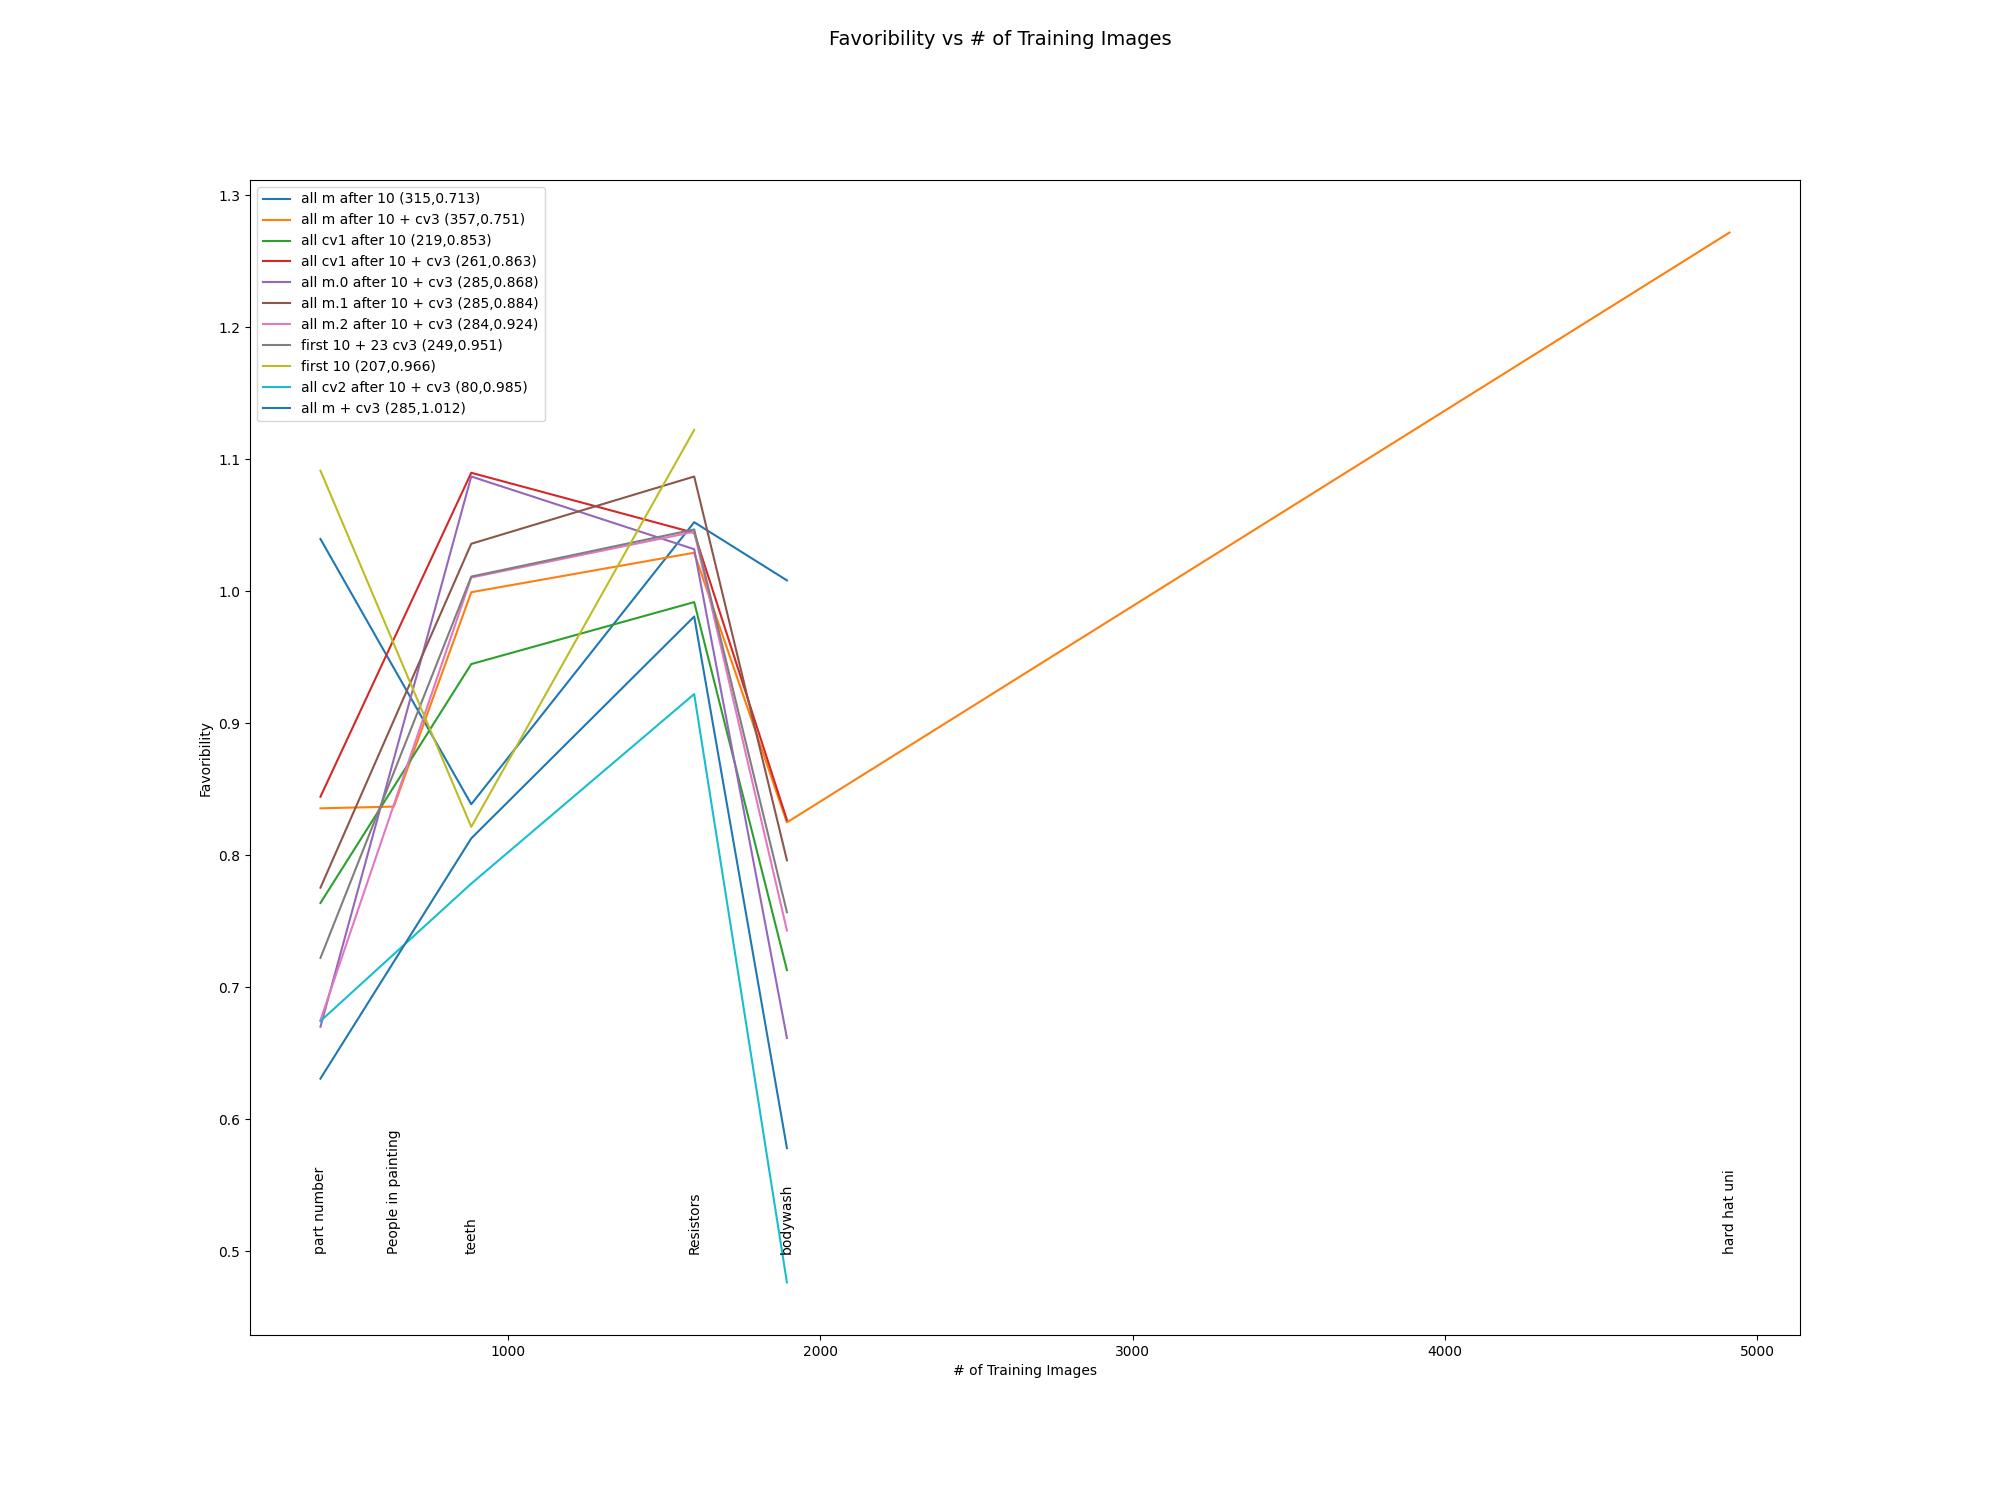 Favoribility vs # of Training Images
1.3
1.2
1.1
1.0
0.9
0.8
0.7
0.6
0.5
Favoribility
all m after 10 (315,0.713)
all m after 10 + cv3 (357,0.751)
all cv1 after 10 (219,0.853)
all cv1 after 10 + cv3 (261,0.863)
all m.0 after 10 + cv3 (285,0.868)
all m.1 after 10 + cv3 (285,0.884)
all m.2 after 10 + cv3 (284,0.924)
first 10 + 23 cv3 (249,0.951)
first 10 (207,0.966)
all cv2 after 10 + cv3 (80,0.985)
all m + cv3 (285,1.012)
part number
People in painting
teeth
Resistors
bodywash
hard hat uni
1000
2000
3000
4000
5000
# of Training Images